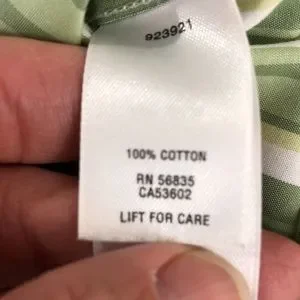 923921
100% COTTON
RN 56835
CA53602
LIFT FOR CARE